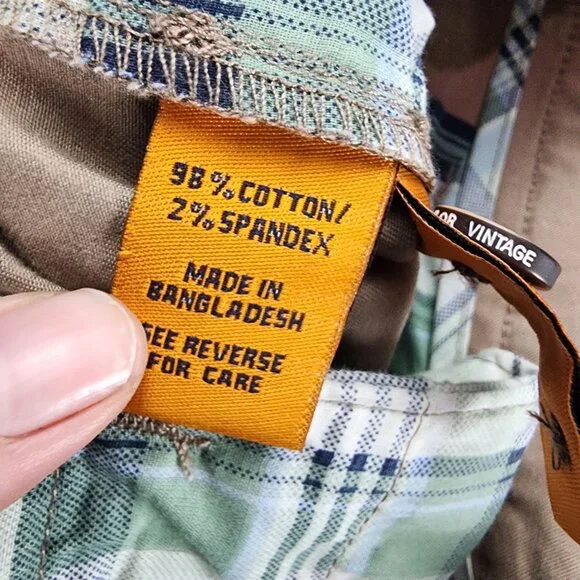 98% COTTON/
2% SPANDEX
MADE IN
BANGLADESH
SEE REVERSE
FOR CARE
VINTAGE